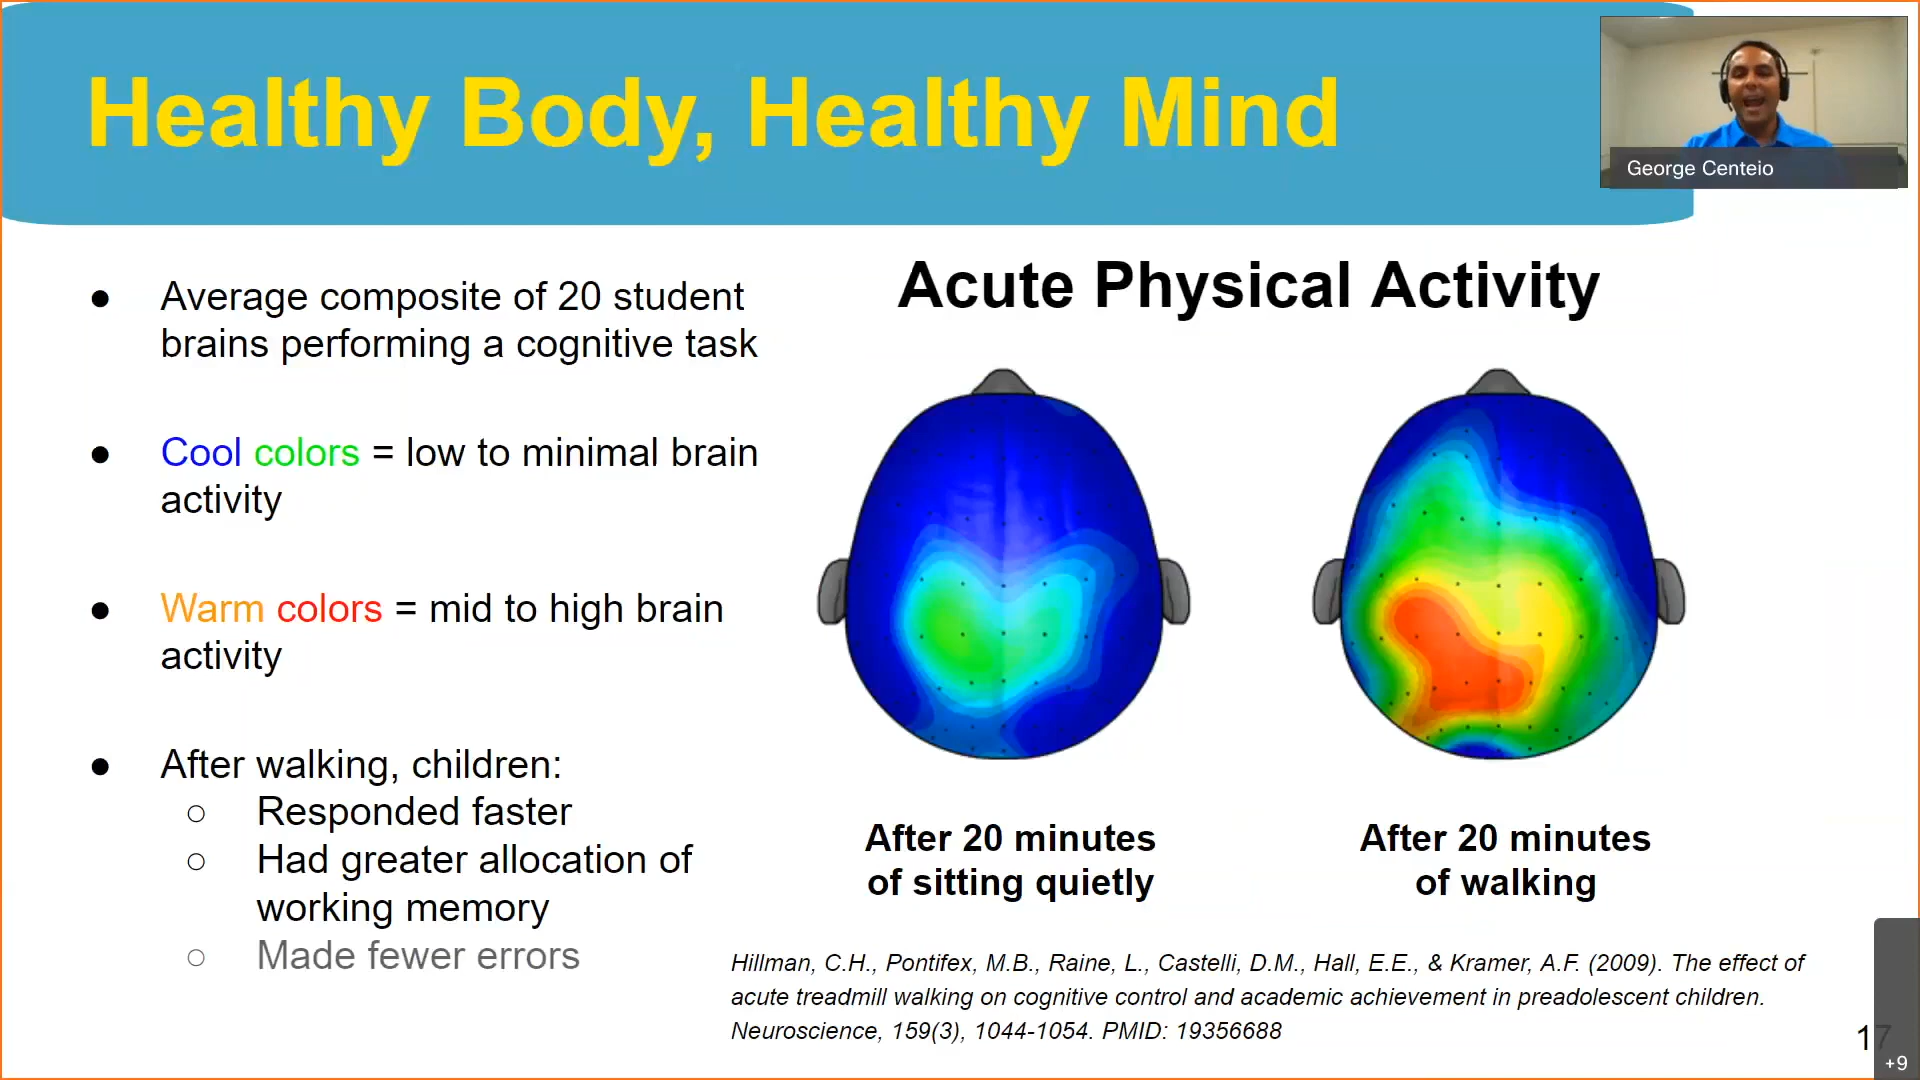 Healthy Body, Healthy Mind
George Centeio
● Average composite of 20 student
brains performing a cognitive task
● Cool colors = low to minimal brain
activity
● Warm colors = mid to high brain
activity
● After walking, children:
○ Responded faster
○ Had greater allocation of
working memory
○ Made fewer errors
Acute Physical Activity
After 20 minutes
of sitting quietly
After 20 minutes
of walking
Hillman, C.H., Pontifex, M.B., Raine, L., Castelli, D.M., Hall, E.E., & Kramer, A.F. (2009). The effect of
acute treadmill walking on cognitive control and academic achievement in preadolescent children.
Neuroscience, 159(3), 1044-1054. PMID: 19356688
17
+9